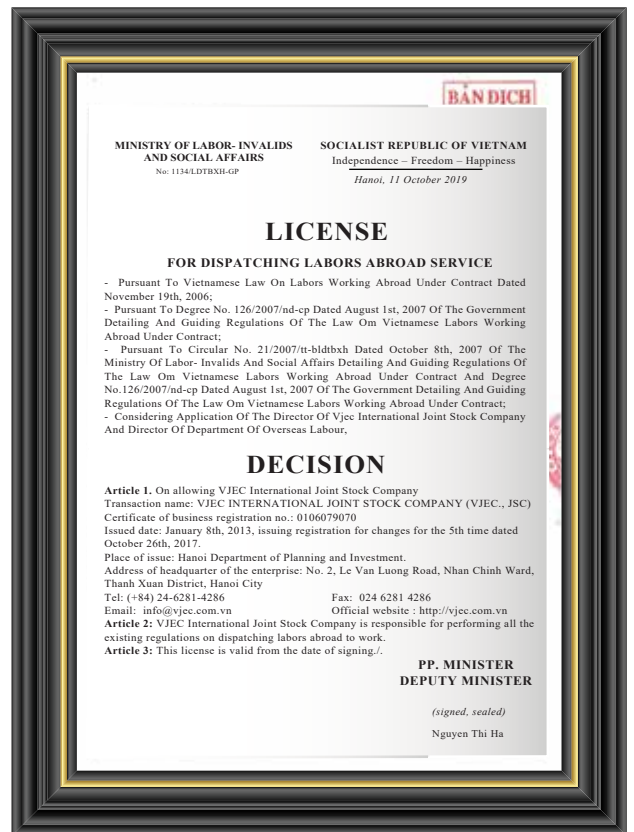 BẢN DỊCH
MINISTRY OF LABOR- INVALIDS
AND SOCIAL AFFAIRS
No: 1134/LDTBXH-GP
SOCIALIST REPUBLIC OF VIETNAM
Independence – Freedom – Happiness
Hanoi, 11 October 2019
LICENSE
FOR DISPATCHING LABORS ABROAD SERVICE
- Pursuant To Vietnamese Law On Labors Working Abroad Under Contract Dated
November 19th, 2006;
- Pursuant To Degree No. 126/2007/nd-cp Dated August 1st, 2007 Of The Government
Detailing And Guiding Regulations Of The Law Om Vietnamese Labors Working
Abroad Under Contract;
- Pursuant To Circular No. 21/2007/tt-bldtbxh Dated October 8th, 2007 Of The
Ministry Of Labor- Invalids And Social Affairs Detailing And Guiding Regulations Of
The Law Om Vietnamese Labors Working Abroad Under Contract And Degree
No.126/2007/nd-cp Dated August 1st, 2007 Of The Government Detailing And Guiding
Regulations Of The Law Om Vietnamese Labors Working Abroad Under Contract;
- Considering Application Of The Director Of Vjec International Joint Stock Company
And Director Of Department Of Overseas Labour,
DECISION
Article 1. On allowing VJEC International Joint Stock Company
Transaction name: VJEC INTERNATIONAL JOINT STOCK COMPANY (VJEC., JSC)
Certificate of business registration no.: 0106079070
Issued date: January 8th, 2013, issuing registration for changes for the 5th time dated
October 26th, 2017.
Place of issue: Hanoi Department of Planning and Investment.
Address of headquarter of the enterprise: No. 2, Le Van Luong Road, Nhan Chinh Ward,
Thanh Xuan District, Hanoi City
Tel: (+84) 24-6281-4286 Fax: 024 6281 4286
Email: info@vjec.com.vn Official website : http://vjec.com.vn
Article 2: VJEC International Joint Stock Company is responsible for performing all the
existing regulations on dispatching labors abroad to work.
Article 3: This license is valid from the date of signing./.
PP. MINISTER
DEPUTY MINISTER
(signed, sealed)
Nguyen Thi Ha